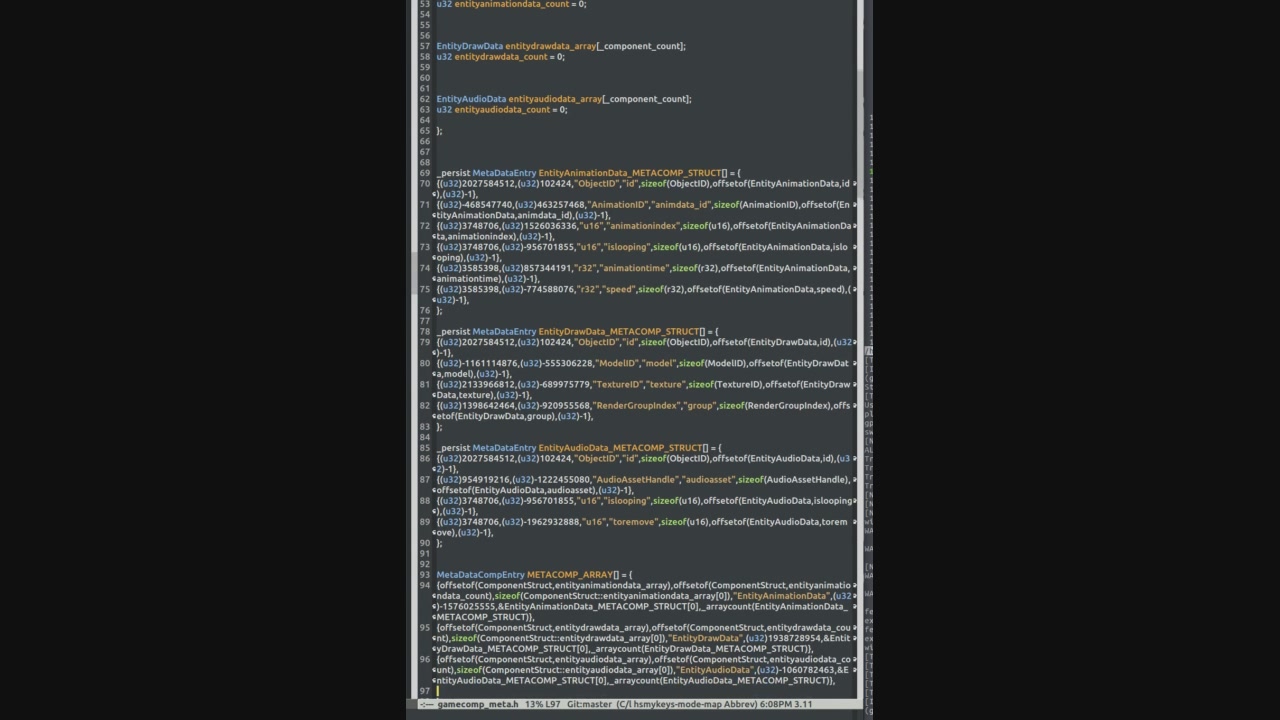 53 u32 entityanimationdata_count = 0;
54
55
56
57 EntityDrawData entitydrawdata_array[_component_count];
58 u32 entitydrawdata_count = 0;
59
60
61
62 EntityAudioData entityaudiodata_array[_component_count];
63 u32 entityaudiodata_count = 0;
64
65 };
66
67
68
69 _persist MetaDataEntry EntityAnimationData_METACOMP_STRUCT[] = {
70 {(u32)2027584512,(u32)102424,"ObjectID","id",sizeof(ObjectID),offsetof(EntityAnimationData,id
),(u32)-1},
71 {(u32)-468547740,(u32)463257468,"AnimationID","animdata_id",sizeof(AnimationID),offsetof(En
tityAnimationData,animdata_id),(u32)-1},
72 {(u32)3748706,(u32)1526036336,"u16","animationindex",sizeof(u16),offsetof(EntityAnimationDa
ta,animationindex),(u32)-1},
73 {(u32)3748706,(u32)-956701855,"u16","islooping",sizeof(u16),offsetof(EntityAnimationData,islo
oping),(u32)-1},
74 {(u32)3585398,(u32)857344191,"r32","animationtime",sizeof(r32),offsetof(EntityAnimationData,
animationtime),(u32)-1},
75 {(u32)3585398,(u32)-774588076,"r32","speed",sizeof(r32),offsetof(EntityAnimationData,speed),(
u32)-1},
76 };
77
78 _persist MetaDataEntry EntityDrawData_METACOMP_STRUCT[] = {
79 {(u32)2027584512,(u32)102424,"ObjectID","id",sizeof(ObjectID),offsetof(EntityDrawData,id),(u32
)-1},
80 {(u32)-1161114876,(u32)-555306228,"ModelID","model",sizeof(ModelID),offsetof(EntityDrawDat
a,model),(u32)-1},
81 {(u32)2133966812,(u32)-689975779,"TextureID","texture",sizeof(TextureID),offsetof(EntityDraw
Data,texture),(u32)-1},
82 {(u32)1398642464,(u32)-920955568,"RenderGroupIndex","group",sizeof(RenderGroupIndex),offs
etof(EntityDrawData,group),(u32)-1},
83 };
84
85 _persist MetaDataEntry EntityAudioData_METACOMP_STRUCT[] = {
86 {(u32)2027584512,(u32)102424,"ObjectID","id",sizeof(ObjectID),offsetof(EntityAudioData,id),(u3
2)-1},
87 {(u32)954919216,(u32)-1222455080,"AudioAssetHandle","audioasset",sizeof(AudioAssetHandle),
offsetof(EntityAudioData,audioasset),(u32)-1},
88 {(u32)3748706,(u32)-956701855,"u16","islooping",sizeof(u16),offsetof(EntityAudioData,islooping
),(u32)-1},
89 {(u32)3748706,(u32)-1962932888,"u16","toremove",sizeof(u16),offsetof(EntityAudioData,torem
ove),(u32)-1},
90 };
91
92
93 MetaDataCompEntry METACOMP_ARRAY[] = {
94 {offsetof(ComponentStruct,entityanimationdata_array),offsetof(ComponentStruct,entityanimatio
ndata_count),sizeof(ComponentStruct::entityanimationdata_array[0]),"EntityAnimationData",(u32
)-1576025555,&EntityAnimationData_METACOMP_STRUCT[0],_arraycount(EntityAnimationData_
METACOMP_STRUCT)},
95 {offsetof(ComponentStruct,entitydrawdata_array),offsetof(ComponentStruct,entitydrawdata_cou
nt),sizeof(ComponentStruct::entitydrawdata_array[0]),"EntityDrawData",(u32)1938728954,&Entit
yDrawData_METACOMP_STRUCT[0],_arraycount(EntityDrawData_METACOMP_STRUCT)},
96 {offsetof(ComponentStruct,entityaudiodata_array),offsetof(ComponentStruct,entityaudiodata_co
unt),sizeof(ComponentStruct::entityaudiodata_array[0]),"EntityAudioData",(u32)-1060782463,&E
ntityAudioData_METACOMP_STRUCT[0],_arraycount(EntityAudioData_METACOMP_STRUCT)},
97
-:--- gamecomp_meta.h 13% L97 Git:master (C/l hsmykeys-mode-map Abbrev) 6:08PM 3.11